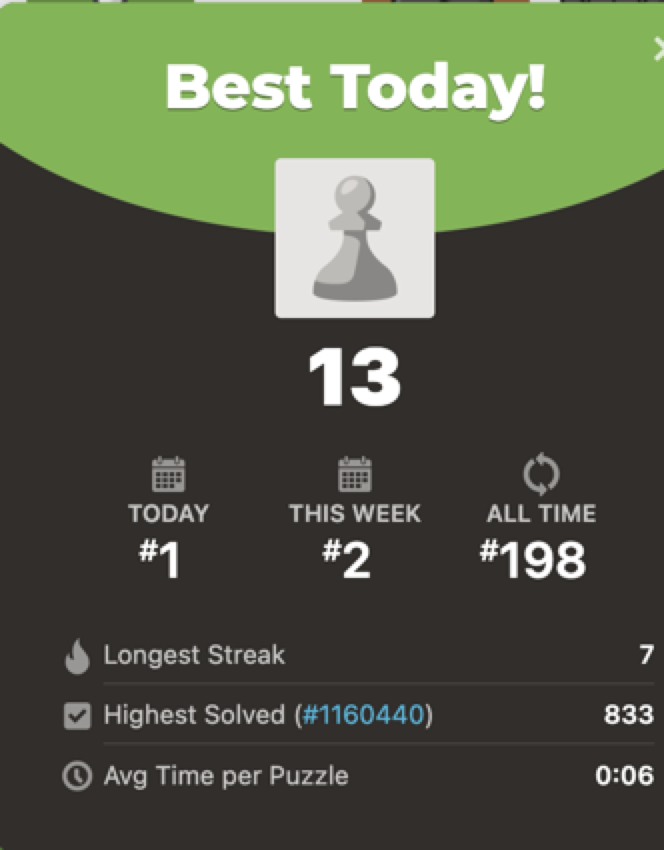 Best Today!
13
TODAY
THIS WEEK
ALL TIME
#1
#2
#198
Longest Streak 7
Highest Solved (#1160440) 833
Avg Time per Puzzle 0:06